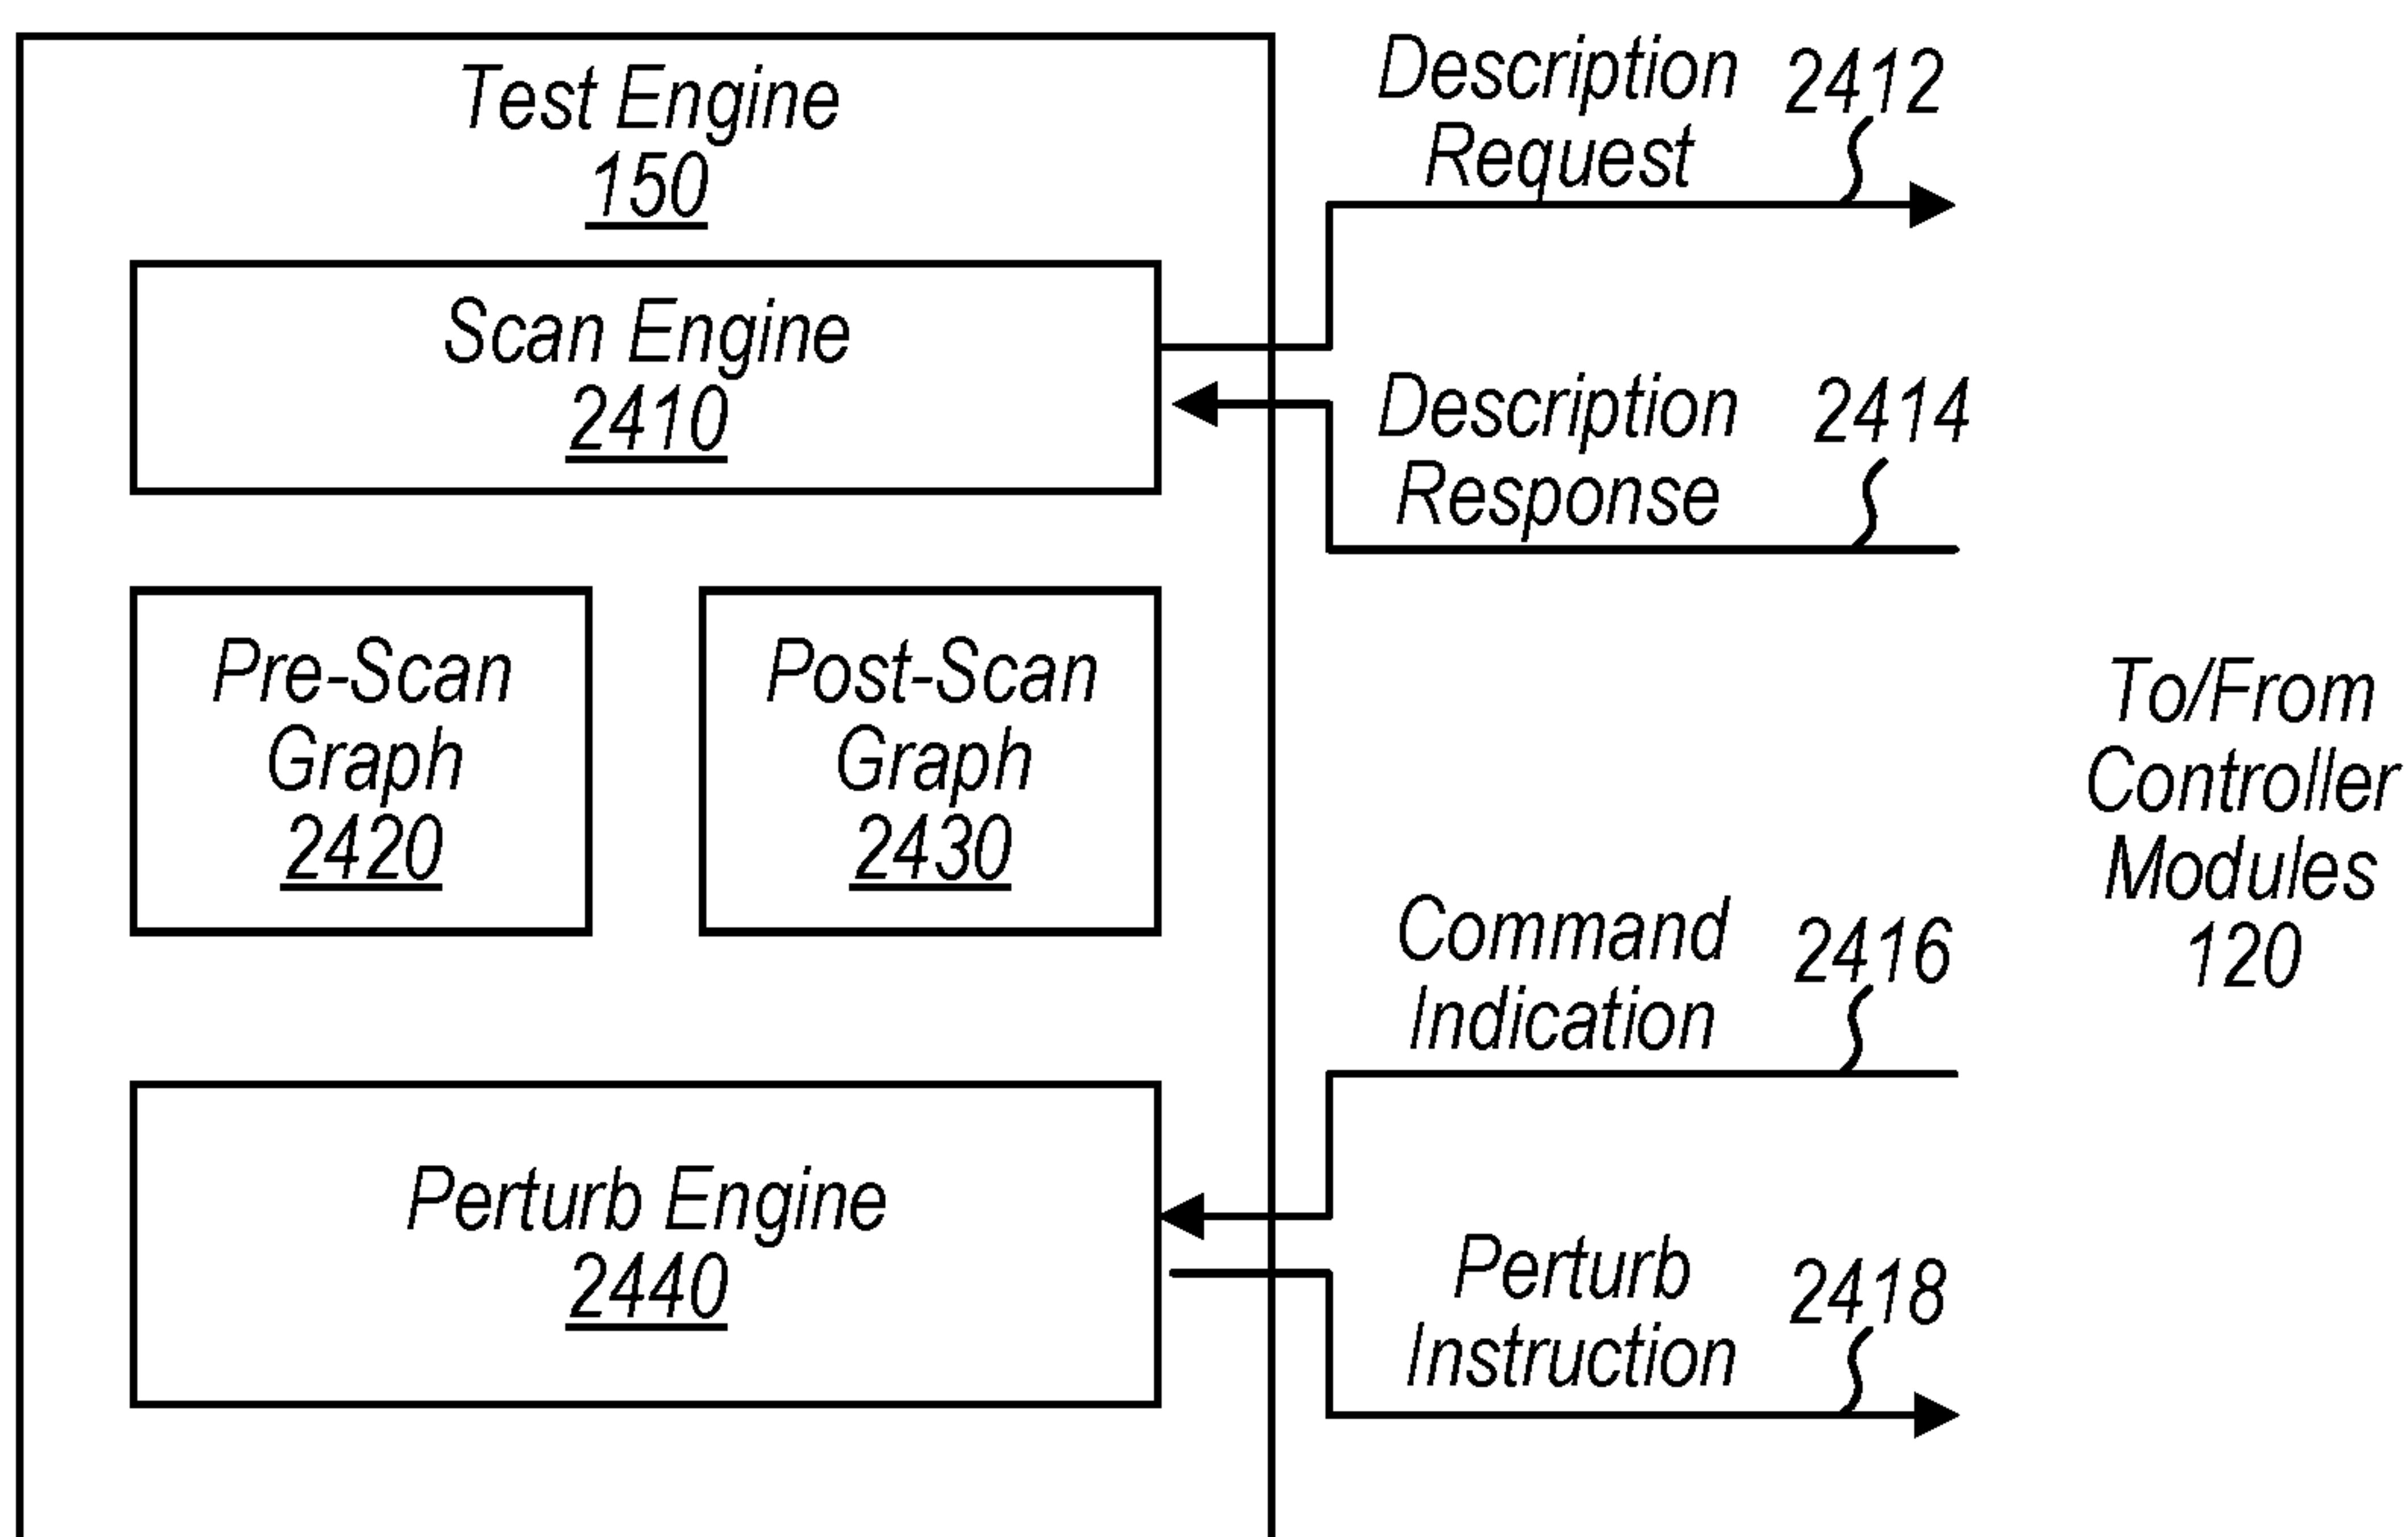 Test Engine
150
Scan Engine
2410
Pre-Scan
Graph
2420
Post-Scan
Graph
2430
Perturb Engine
2440
Description
Request
2412
Description
Response
2414
Command
Indication
2416
Perturb
Instruction
2418
To/From
Controller
Modules
120